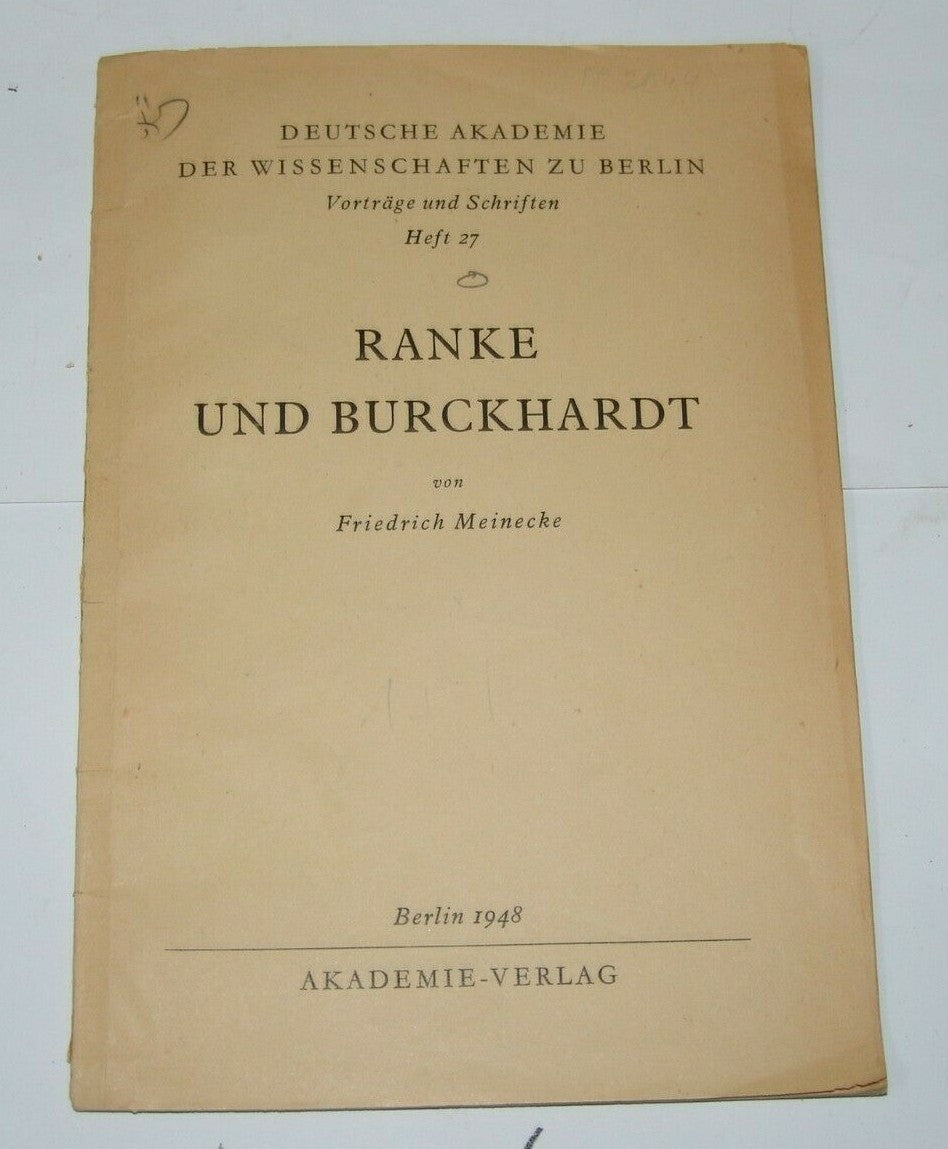 DEUTSCHE AKADEMIE
DER WISSENSCHAFTEN ZU BERLIN
Vorträge und Schriften
Heft 27
RANKE
UND BURCKHARDT
von
Friedrich Meinecke
Berlin 1948
AKADEMIE-VERLAG